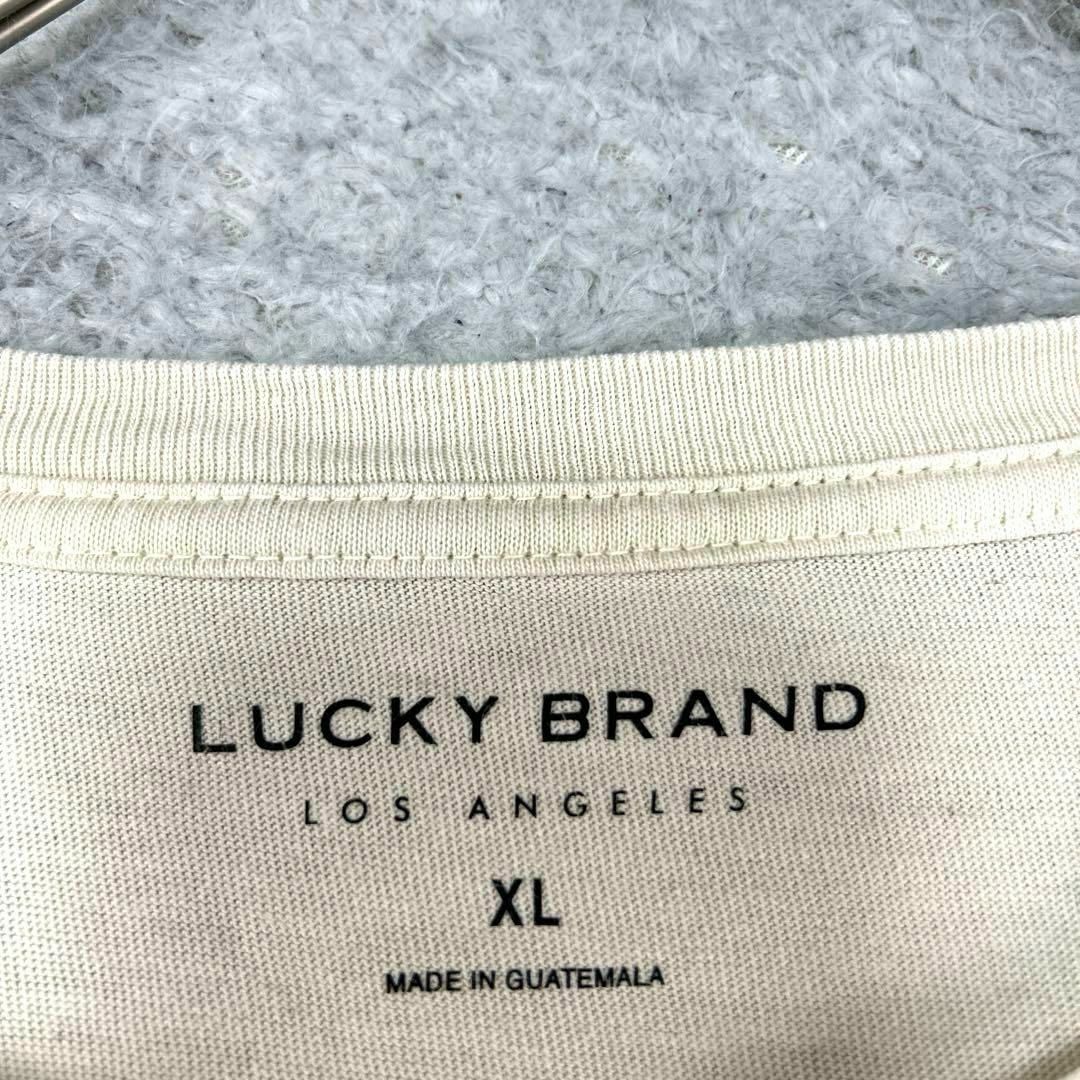 LUCKY BRAND
LOS ANGELES
XL
MADE IN GUATEMALA